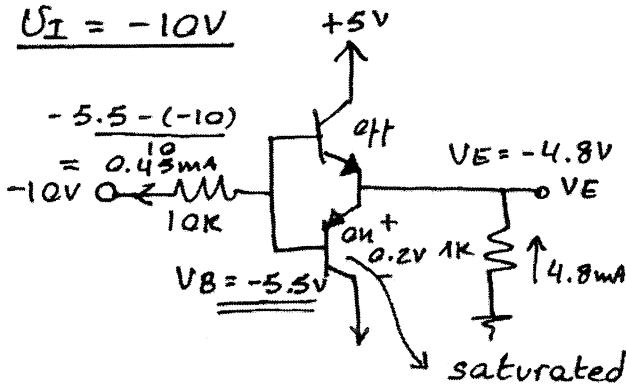 VI = -10V
+5V
-5.5-(-10)
10
= 0.45mA
off
VE = -4.8V
-10V
10K
VE
on
+
0.2V
-
1K
4.8mA
VB = -5.5V
saturated